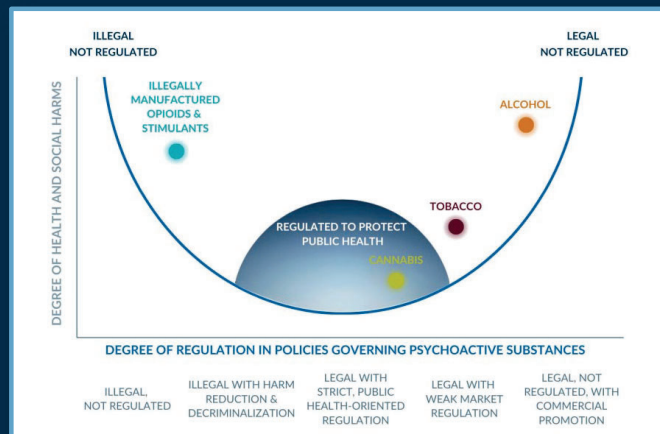 ILLEGAL
NOT REGULATED
LEGAL
NOT REGULATED
ILLEGALLY
MANUFACTURED
OPIOIDS &
STIMULANTS
ALCOHOL
TOBACCO
REGULATED TO PROTECT
PUBLIC HEALTH
CANNABIS
DEGREE OF HEALTH AND SOCIAL HARMS
DEGREE OF REGULATION IN POLICIES GOVERNING PSYCHOACTIVE SUBSTANCES
ILLEGAL,
NOT REGULATED
ILLEGAL WITH HARM
REDUCTION &
DECRIMINALIZATION
LEGAL WITH
STRICT, PUBLIC
HEALTH-ORIENTED
REGULATION
LEGAL WITH
WEAK MARKET
REGULATION
LEGAL, NOT
REGULATED, WITH
COMMERCIAL
PROMOTION